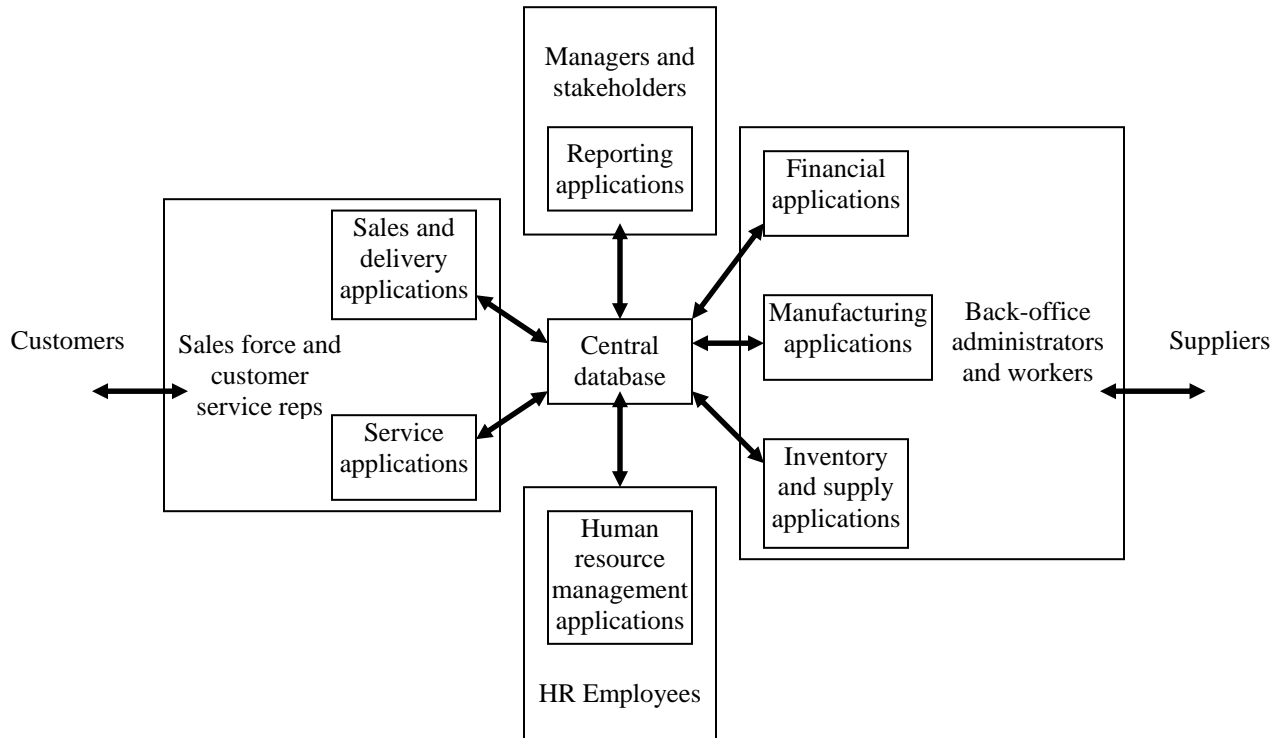 Managers and
stakeholders
Reporting
applications
Financial
applications
Sales and
delivery
applications
Customers
Sales force and
customer
service reps
Central
database
Manufacturing
applications
Back-office
administrators
and workers
Suppliers
Service
applications
Inventory
and supply
applications
Human
resource
management
applications
HR Employees